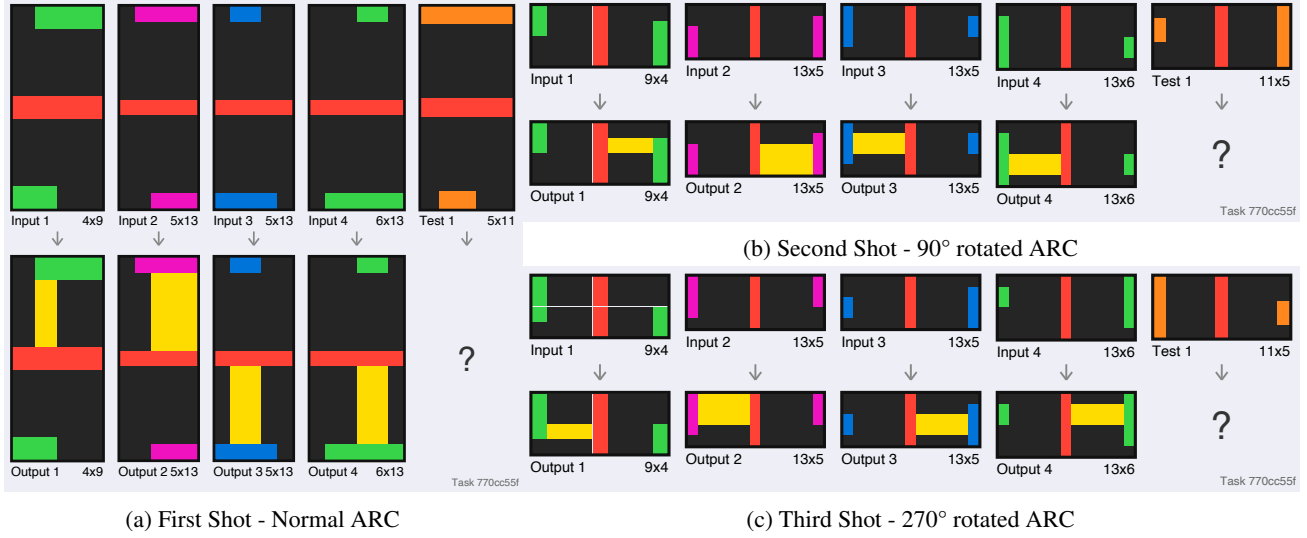 Input 1 4x9 Input 2 5x13 Input 3 5x13 Input 4 6x13 Test 1 5x11
?
Output 1 4x9 Output 2 5x13 Output 3 5x13 Output 4 6x13
Task 770cc55f
(a) First Shot - Normal ARC
Input 1 9x4 Input 2 13x5 Input 3 13x5 Input 4 13x6 Test 1 11x5
?
Output 1 9x4 Output 2 13x5 Output 3 13x5 Output 4 13x6
Task 770cc55f
(b) Second Shot - 90° rotated ARC
Input 1 9x4 Input 2 13x5 Input 3 13x5 Input 4 13x6 Test 1 11x5
?
Output 1 9x4 Output 2 13x5 Output 3 13x5 Output 4 13x6
Task 770cc55f
(c) Third Shot - 270° rotated ARC